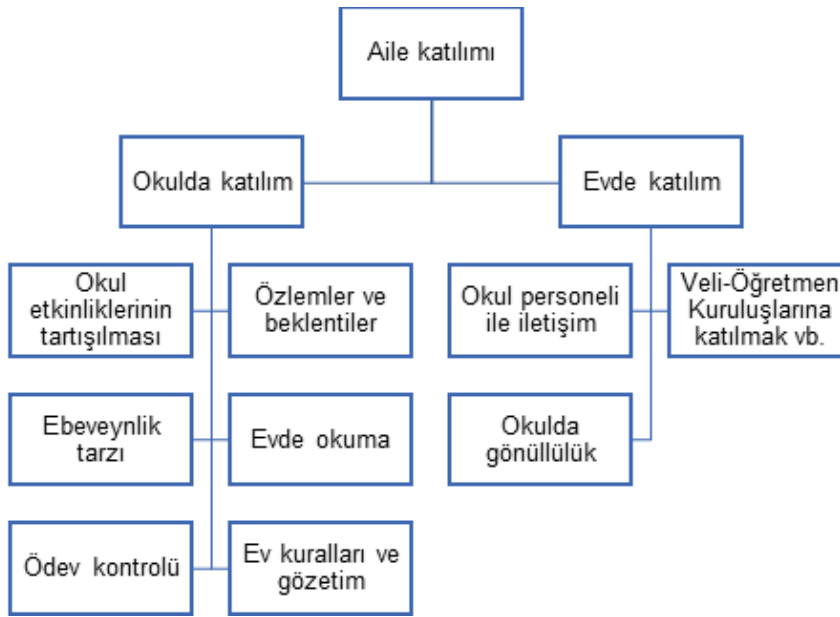 Aile katılımı
Okulda katılım
Evde katılım
Okul
etkinliklerinin
tartışılması
Özlemler ve
beklentiler
Okul personeli
ile iletişim
Veli-Öğretmen
Kuruluşlarına
katılmak vb.
Ebeveynlik
tarzı
Evde okuma
Okulda
gönüllülük
Ödev kontrolü
Ev kuralları ve
gözetim